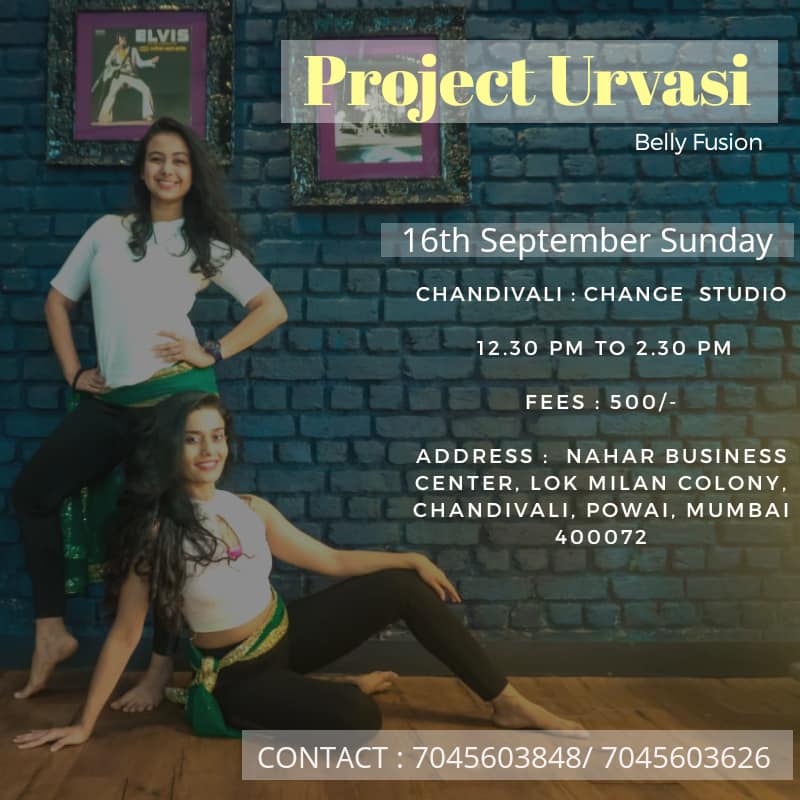 ELVIS
Project Urvasi
Belly Fusion
16th September Sunday
CHANDIVALI : CHANGE STUDIO
12.30 PM TO 2.30 PM
FEES : 500/-
ADDRESS : NAHAR BUSINESS
CENTER, LOK MILAN COLONY,
CHANDIVALI, POWAI, MUMBAI
400072
CONTACT : 7045603848/ 7045603626